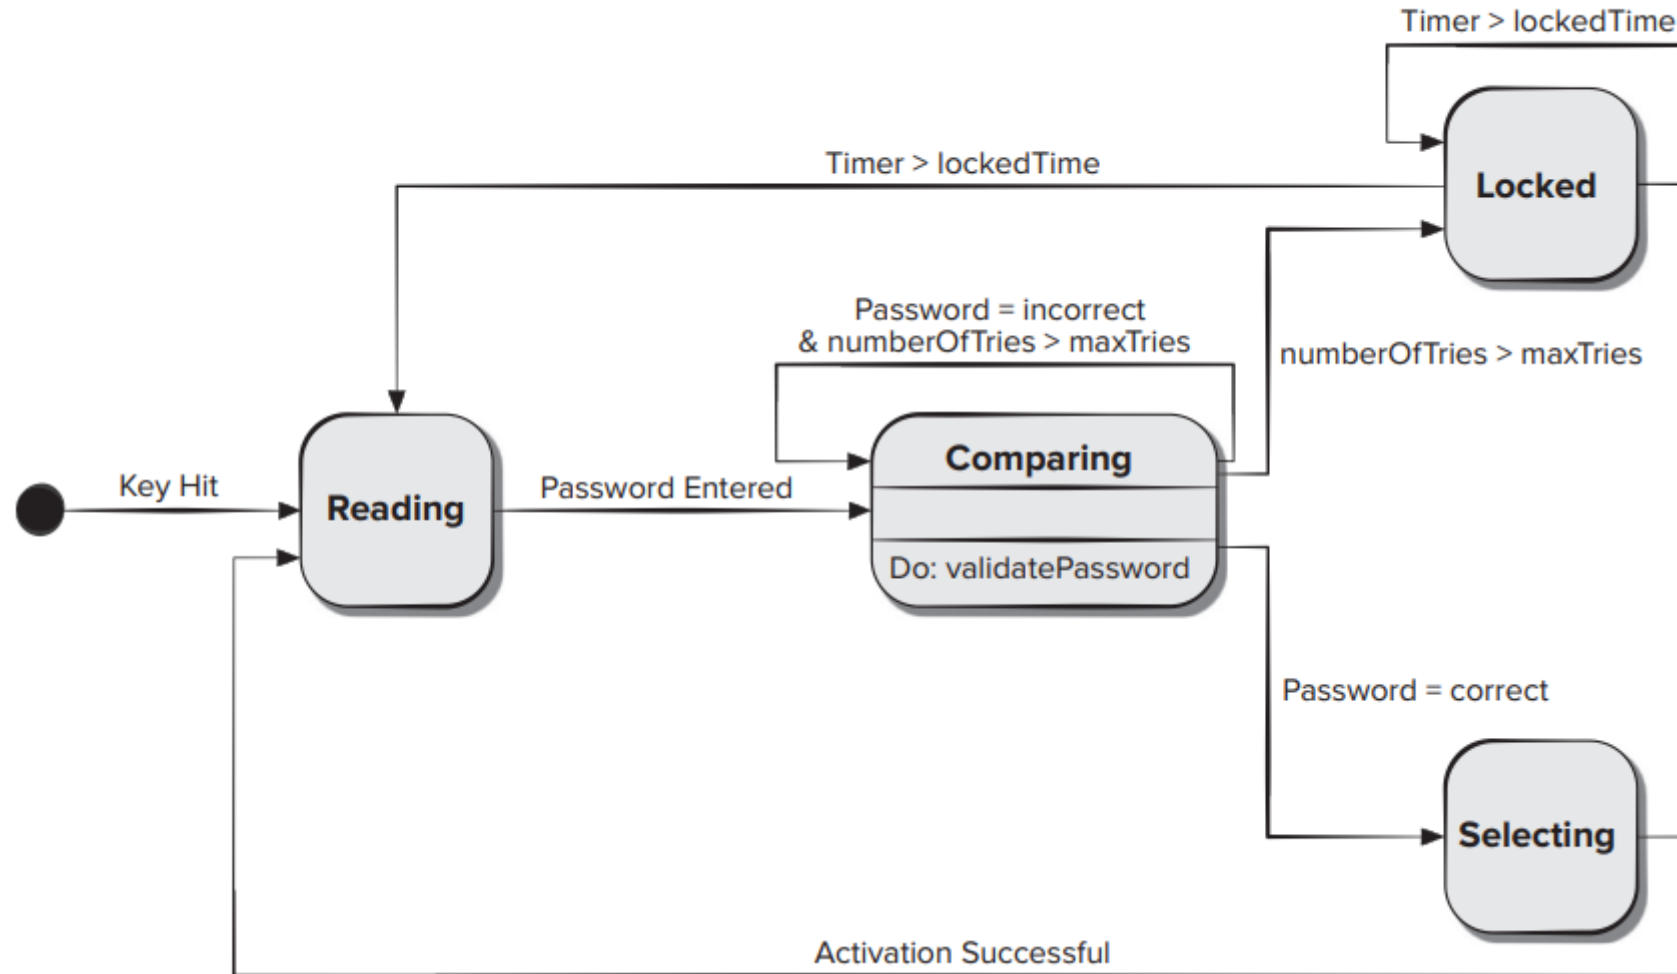 Timer > lockedTime
Timer > lockedTime
Locked
Password = incorrect
& numberOfTries > maxTries
numberOfTries > maxTries
Comparing
Key Hit
Reading
Password Entered
Do: validatePassword
Password = correct
Selecting
Activation Successful